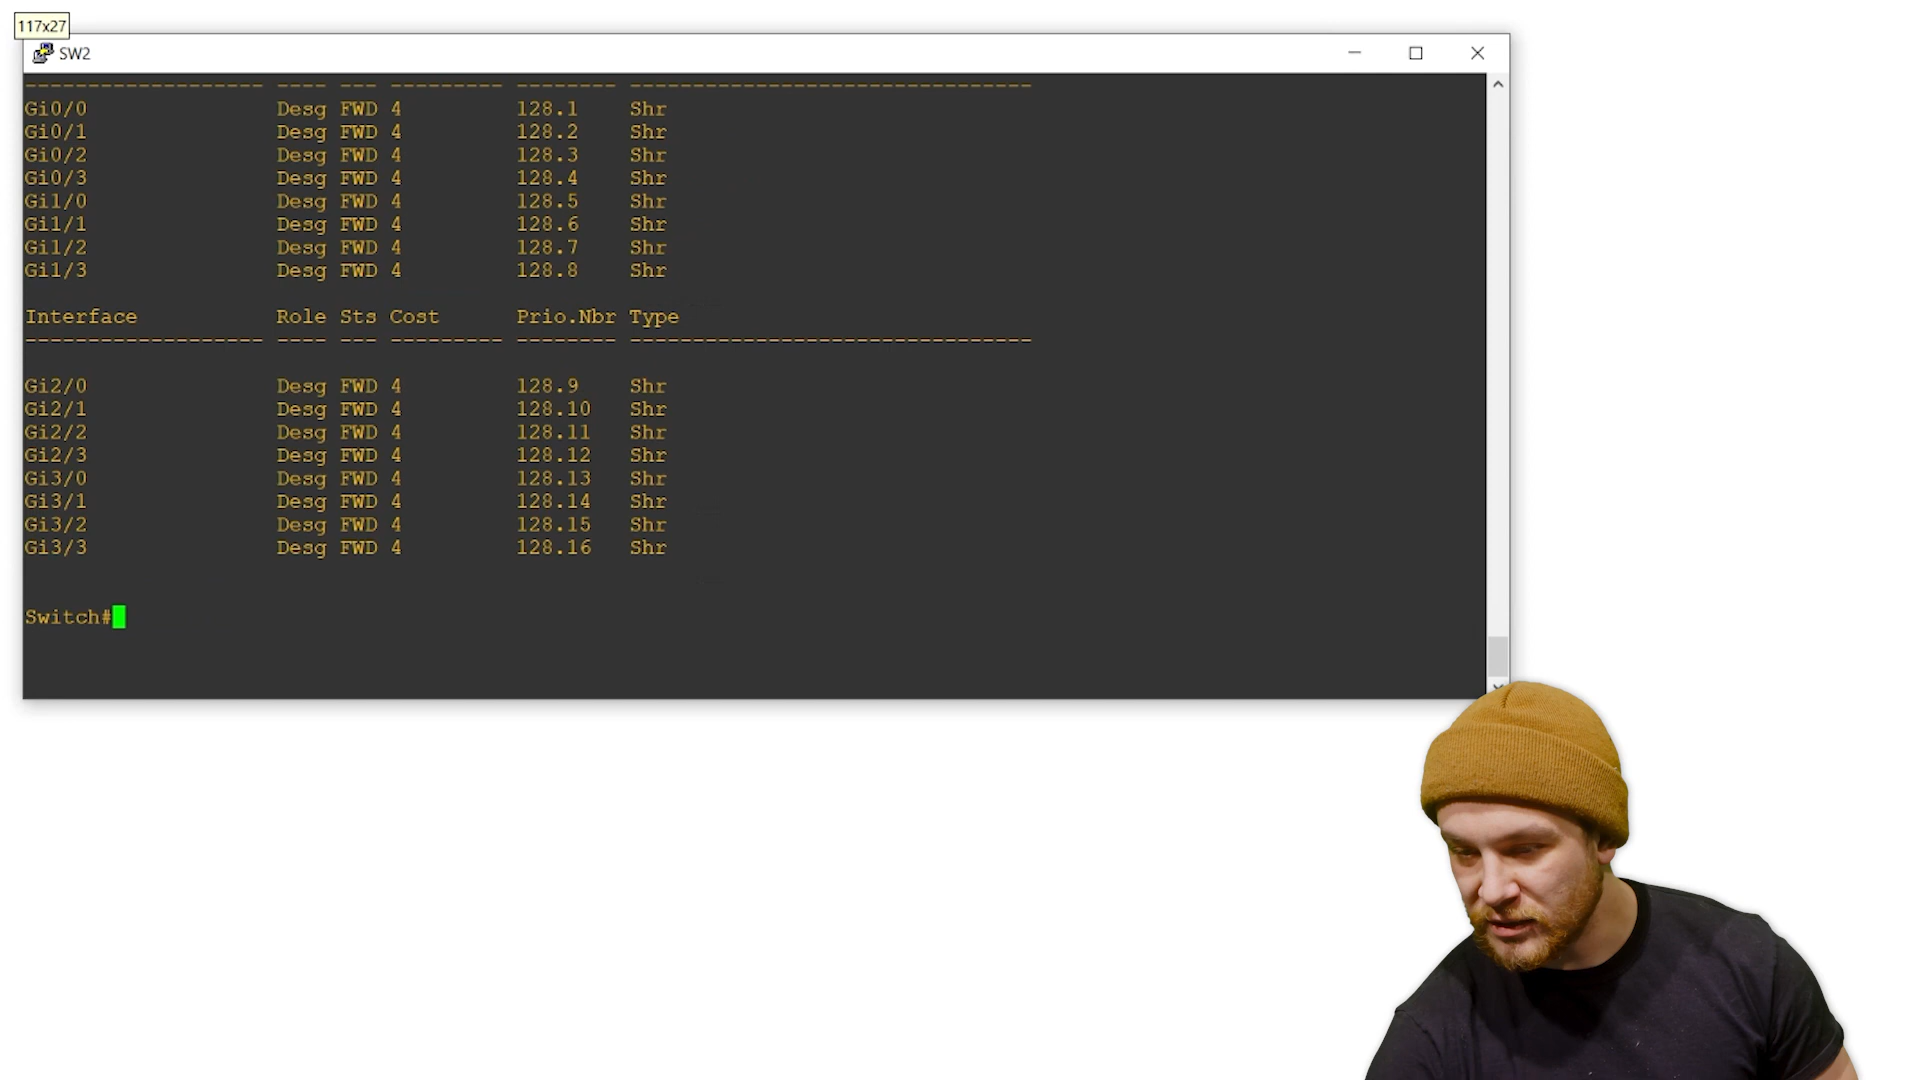 117x27
SW2
------------------- ---- --- --------- -------- --------------------------------
Gi0/0               Desg FWD 4         128.1    Shr
Gi0/1               Desg FWD 4         128.2    Shr
Gi0/2               Desg FWD 4         128.3    Shr
Gi0/3               Desg FWD 4         128.4    Shr
Gi1/0               Desg FWD 4         128.5    Shr
Gi1/1               Desg FWD 4         128.6    Shr
Gi1/2               Desg FWD 4         128.7    Shr
Gi1/3               Desg FWD 4         128.8    Shr
Interface           Role Sts Cost      Prio.Nbr Type
------------------- ---- --- --------- -------- --------------------------------
Gi2/0               Desg FWD 4         128.9    Shr
Gi2/1               Desg FWD 4         128.10   Shr
Gi2/2               Desg FWD 4         128.11   Shr
Gi2/3               Desg FWD 4         128.12   Shr
Gi3/0               Desg FWD 4         128.13   Shr
Gi3/1               Desg FWD 4         128.14   Shr
Gi3/2               Desg FWD 4         128.15   Shr
Gi3/3               Desg FWD 4         128.16   Shr
Switch#